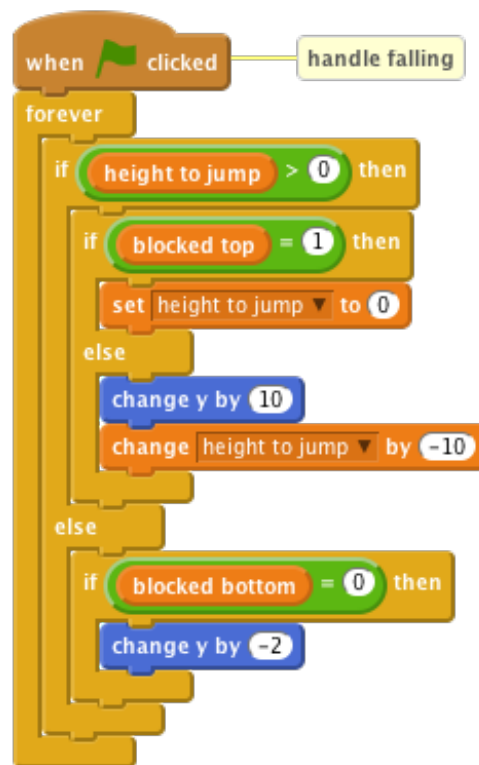 when clicked
handle falling
forever
if height to jump > 0 then
if blocked top = 1 then
set height to jump to 0
else
change y by 10
change height to jump by -10
else
if blocked bottom = 0 then
change y by -2